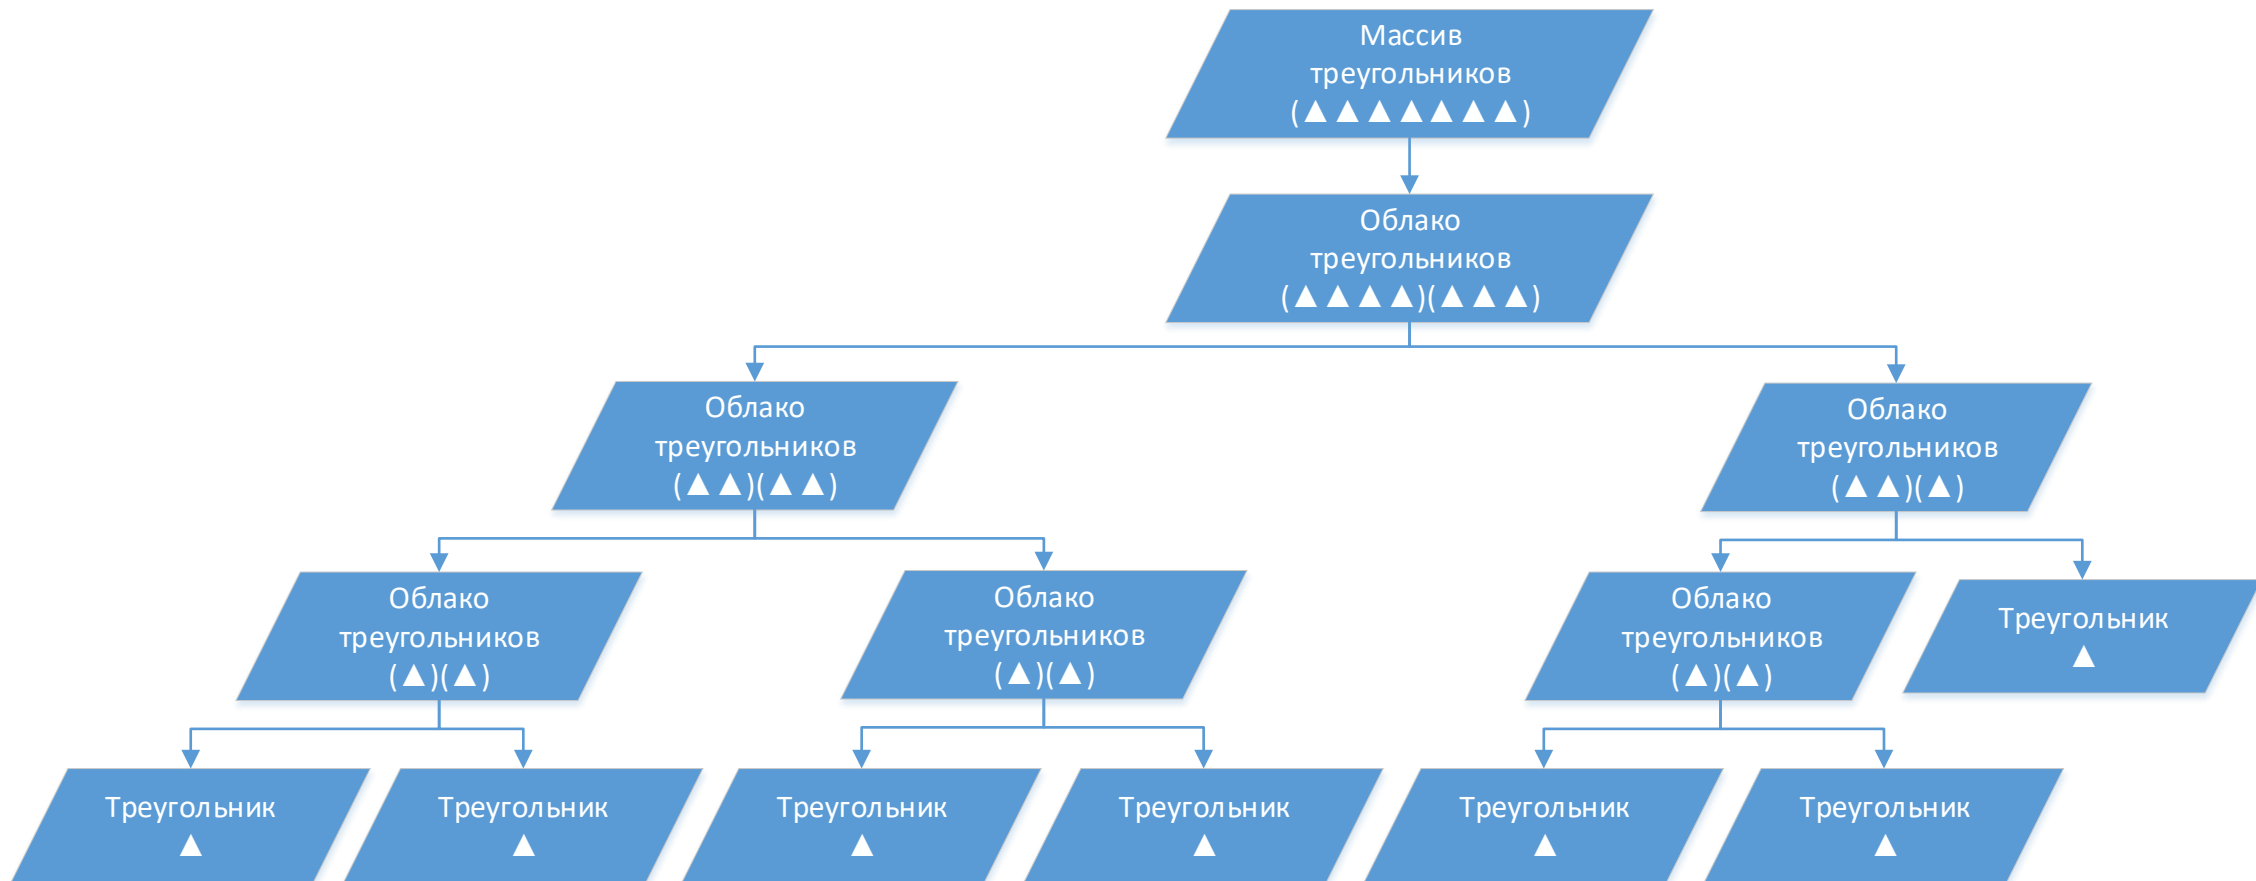 Массив
треугольников
(▲ ▲ ▲ ▲ ▲ ▲ ▲)
Облако
треугольников
(▲ ▲ ▲ ▲)(▲ ▲ ▲)
Облако
треугольников
(▲ ▲)(▲ ▲)
Облако
треугольников
(▲ ▲)(▲)
Облако
треугольников
(▲)(▲)
Облако
треугольников
(▲)(▲)
Облако
треугольников
(▲)(▲)
Треугольник
▲
Треугольник
▲
Треугольник
▲
Треугольник
▲
Треугольник
▲
Треугольник
▲
Треугольник
▲